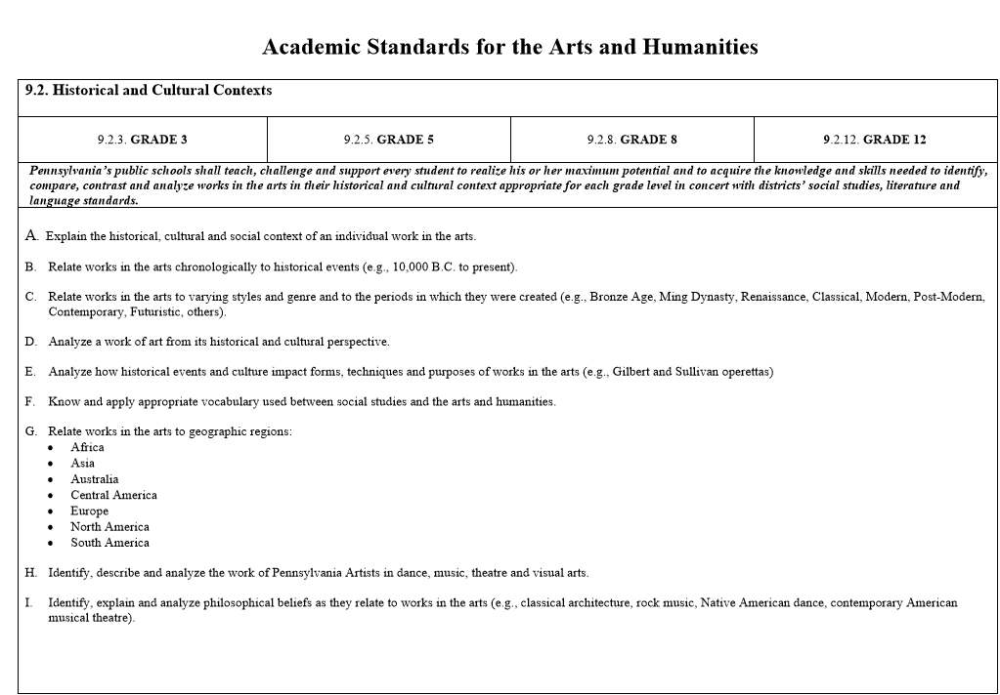 Academic Standards for the Arts and Humanities
9.2. Historical and Cultural Contexts
9.2.3. GRADE 3
9.2.5. GRADE 5
9.2.8. GRADE 8
9.2.12. GRADE 12
Pennsylvania’s public schools shall teach, challenge and support every student to realize his or her maximum potential and to acquire the knowledge and skills needed to identify,
compare, contrast and analyze works in the arts in their historical and cultural context appropriate for each grade level in concert with districts’ social studies, literature and
language standards.
A. Explain the historical, cultural and social context of an individual work in the arts.
B. Relate works in the arts chronologically to historical events (e.g., 10,000 B.C. to present).
C. Relate works in the arts to varying styles and genre and to the periods in which they were created (e.g., Bronze Age, Ming Dynasty, Renaissance, Classical, Modern, Post-Modern,
Contemporary, Futuristic, others).
D. Analyze a work of art from its historical and cultural perspective.
E. Analyze how historical events and culture impact forms, techniques and purposes of works in the arts (e.g., Gilbert and Sullivan operettas)
F. Know and apply appropriate vocabulary used between social studies and the arts and humanities.
G. Relate works in the arts to geographic regions:
• Africa
• Asia
• Australia
• Central America
• Europe
• North America
• South America
H. Identify, describe and analyze the work of Pennsylvania Artists in dance, music, theatre and visual arts.
I. Identify, explain and analyze philosophical beliefs as they relate to works in the arts (e.g., classical architecture, rock music, Native American dance, contemporary American
musical theatre).